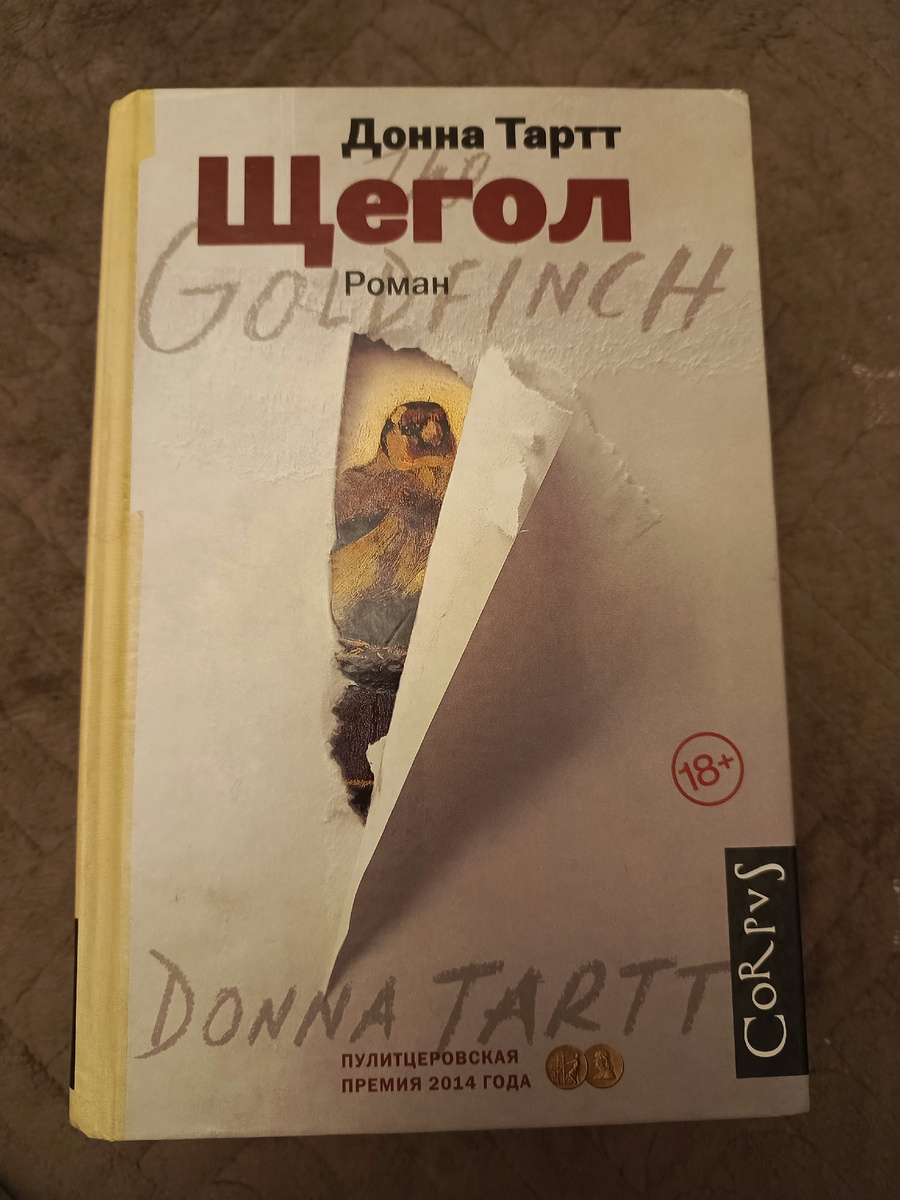 Донна Тартт
The
Щегол
GOLDFINCH
Роман
18+
CORPVS
DONNA TARTT
ПУЛИТЦЕРОВСКАЯ
ПРЕМИЯ 2014 ГОДА